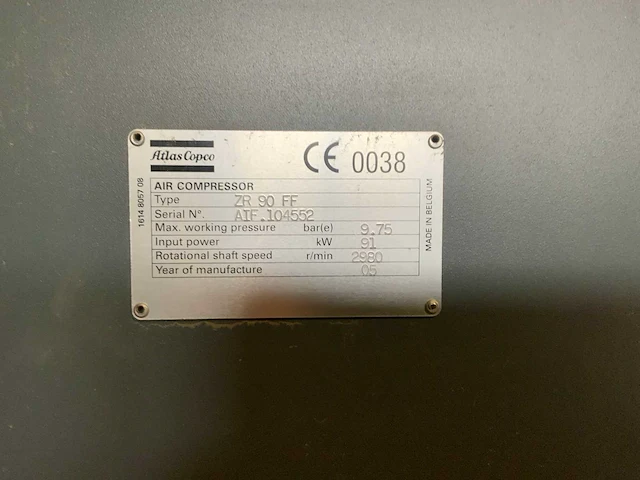 Atlas Copco
CE 0038
AIR COMPRESSOR
Type ZR 90 FF
Serial N°. AIF.104552
Max. working pressure bar(e) 9.75
Input power kW 91
Rotational shaft speed r/min 2980
Year of manufacture 05
1614 8057 08
MADE IN BELGIUM